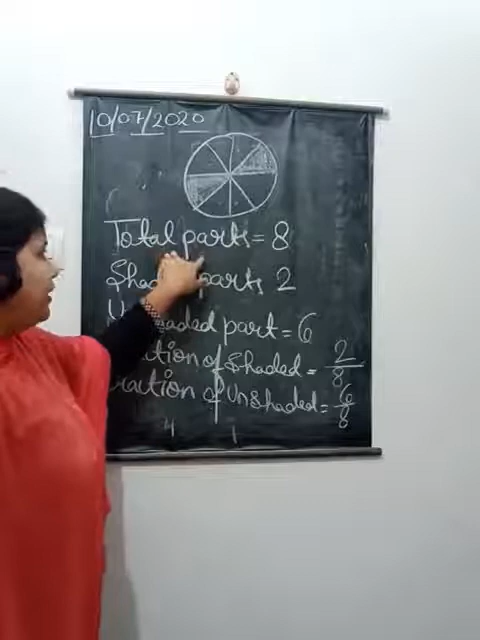 10/07/2020
Total parts = 8
parts 2
part = 6
of Shaded = 2/8
of UnShaded = 6/8